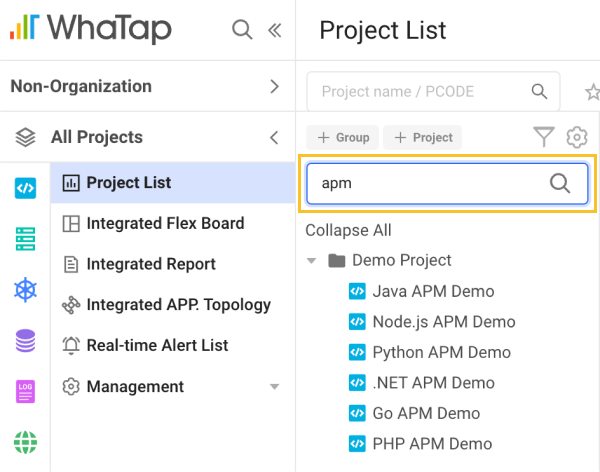 WhaTap
Project List
Non-Organization
Project name / PCODE
All Projects
+ Group
+ Project
Project List
apm
Integrated Flex Board
Collapse All
Integrated Report
Demo Project
Java APM Demo
Integrated APP. Topology
Node.js APM Demo
Real-time Alert List
Python APM Demo
Management
.NET APM Demo
LOG
Go APM Demo
PHP APM Demo